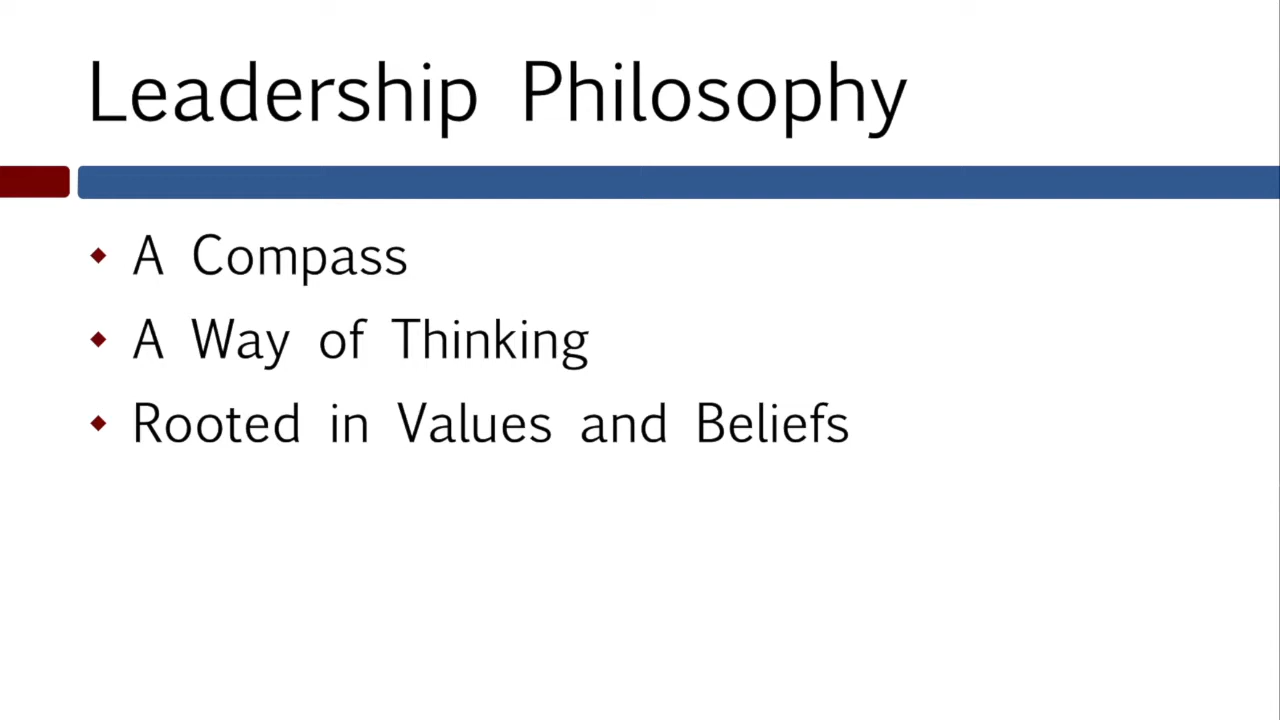 Leadership Philosophy
A Compass
A Way of Thinking
Rooted in Values and Beliefs